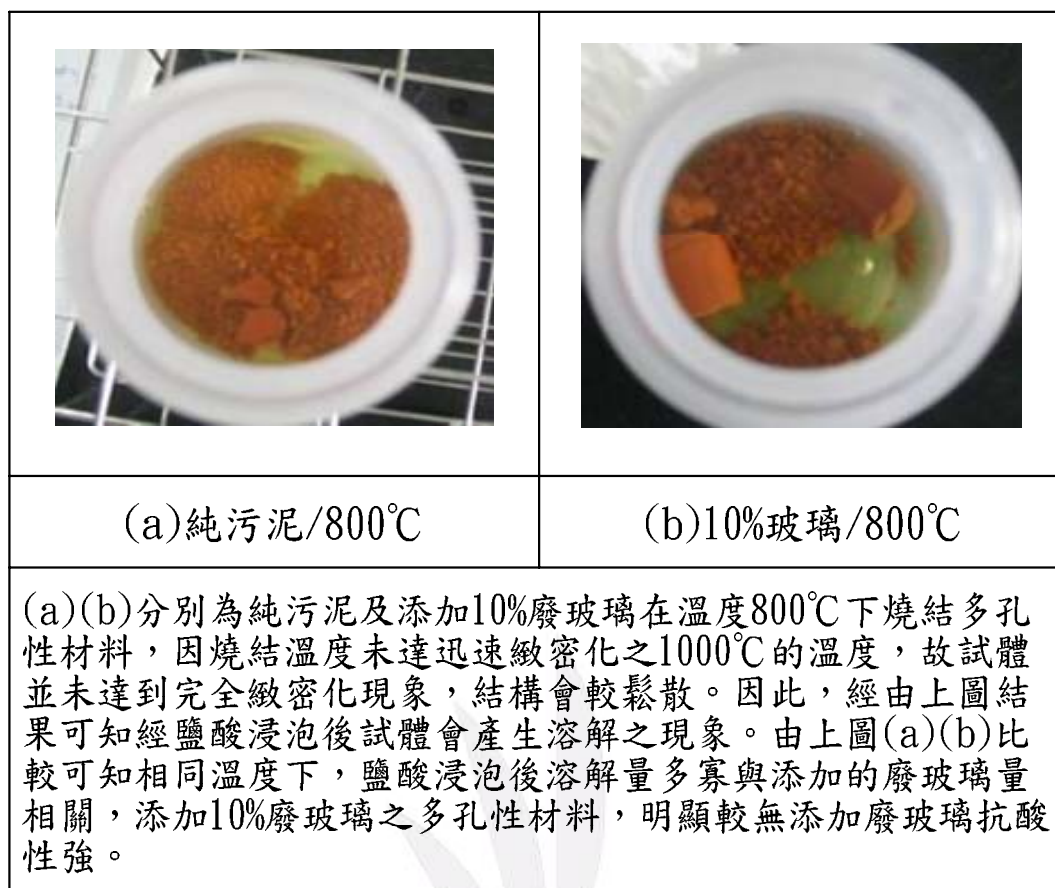 (a)純污泥/800℃
(b)10%玻璃/800℃
(a)(b)分別為純污泥及添加10%廢玻璃在溫度800℃下燒結多孔
性材料，因燒結溫度未達迅速緻密化之1000℃的溫度，故試體
並未達到完全緻密化現象，結構會較鬆散。因此，經由上圖結
果可知經鹽酸浸泡後試體會產生溶解之現象。由上圖(a)(b)比
較可知相同溫度下，鹽酸浸泡後溶解量多寡與添加的廢玻璃量
相關，添加10%廢玻璃之多孔性材料，明顯較無添加廢玻璃抗酸
性強。